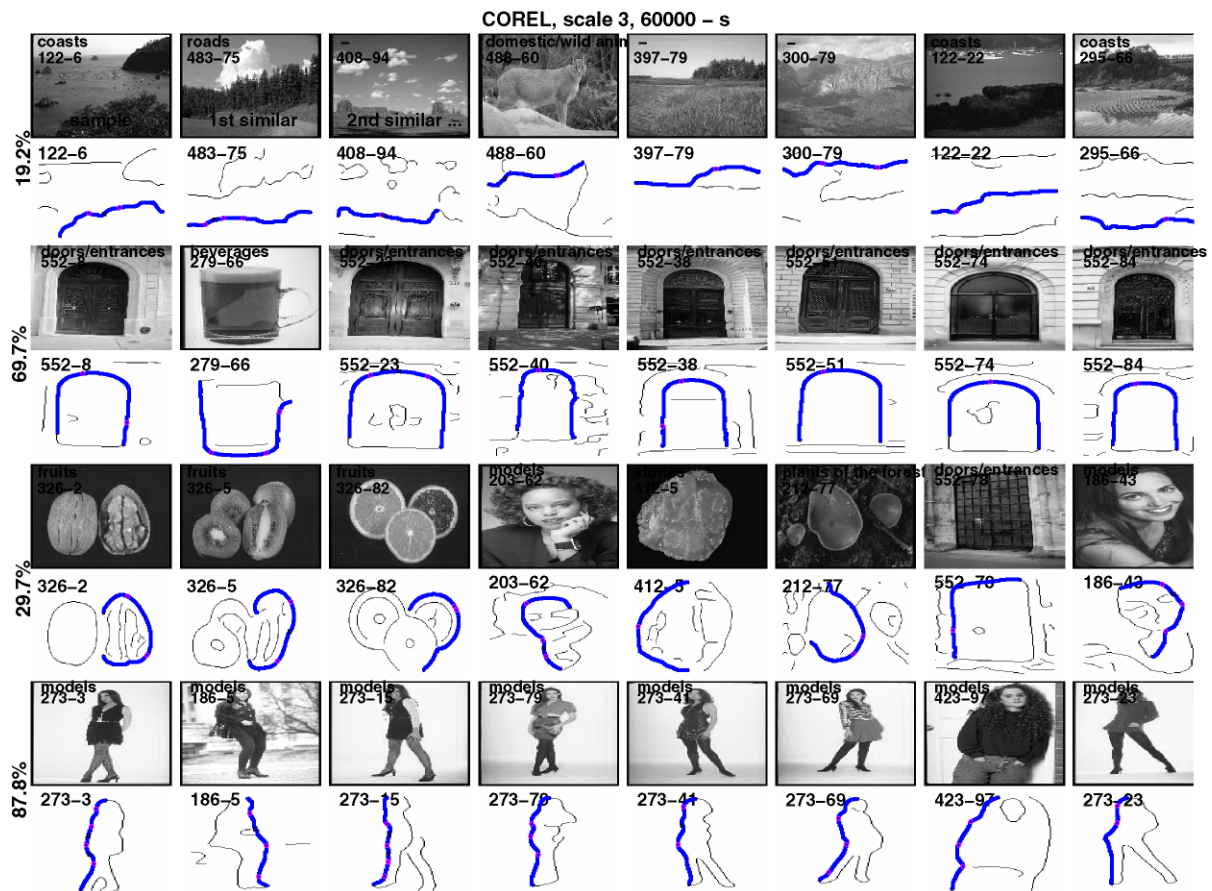 COREL, scale 3, 60000 – s
coasts roads – domestic/wild anim – – coasts coasts
122–6 483–75 408–94 488–60 397–79 300–79 122–22 295–66
sample 1st similar 2nd similar ...
19.2%
122–6 483–75 408–94 488–60 397–79 300–79 122–22 295–66
doors/entrances beverages doors/entrances doors/entrances doors/entrances doors/entrances doors/entrances doors/entrances
552–8 279–66 552–23 552–40 552–38 552–51 552–74 552–84
69.7%
552–8 279–66 552–23 552–40 552–38 552–51 552–74 552–84
fruits fruits fruits models stones plants of the forest doors/entrances models
326–2 326–5 326–82 203–62 412–5 212–77 552–78 186–43
29.7%
326–2 326–5 326–82 203–62 412–5 212–77 552–78 186–43
models models models models models models models models
273–3 186–5 273–15 273–79 273–41 273–69 423–97 273–23
87.8%
273–3 186–5 273–15 273–79 273–41 273–69 423–97 273–23